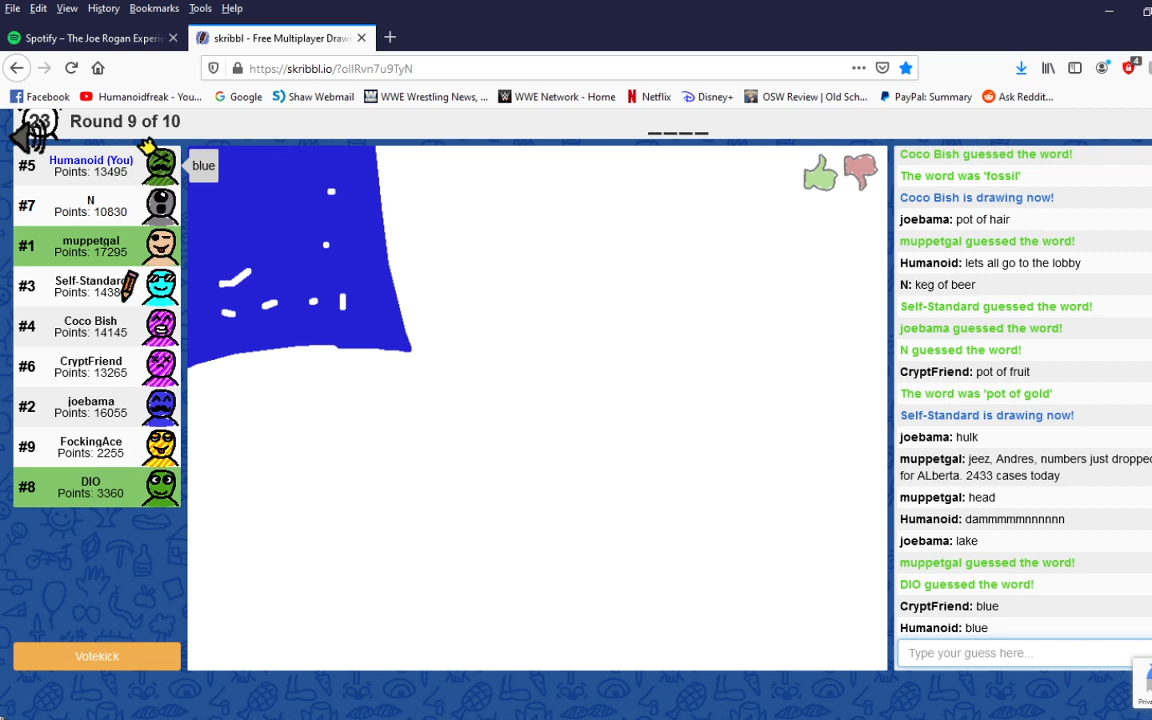 File Edit View History Bookmarks Tools Help
Spotify – The Joe Rogan Experi
skribbl - Free Multiplayer Draw
https://skribbl.io/?olIRvn7u9TyN
4
Facebook Humanoidfreak - You... Google Shaw Webmail WWE Wrestling News, ... WWE Network - Home Netflix Disney+ OSW Review | Old Sch... PayPal: Summary Ask Reddit...
23 Round 9 of 10
_ _ _ _
#5 Humanoid (You)
Points: 13495
blue
#7 N
Points: 10830
#1 muppetgal
Points: 17295
#3 Self-Standard
Points: 1438
#4 Coco Bish
Points: 14145
#6 CryptFriend
Points: 13265
#2 joebama
Points: 16055
#9 FockingAce
Points: 2255
#8 DIO
Points: 3360
Votekick
Coco Bish guessed the word!
The word was 'fossil'
Coco Bish is drawing now!
joebama: pot of hair
muppetgal guessed the word!
Humanoid: lets all go to the lobby
N: keg of beer
Self-Standard guessed the word!
joebama guessed the word!
N guessed the word!
CryptFriend: pot of fruit
The word was 'pot of gold'
Self-Standard is drawing now!
joebama: hulk
muppetgal: jeez, Andres, numbers just dropped
for ALberta. 2433 cases today
muppetgal: head
Humanoid: dammmmmnnnnnn
joebama: lake
muppetgal guessed the word!
DIO guessed the word!
CryptFriend: blue
Humanoid: blue
Type your guess here...
Priva